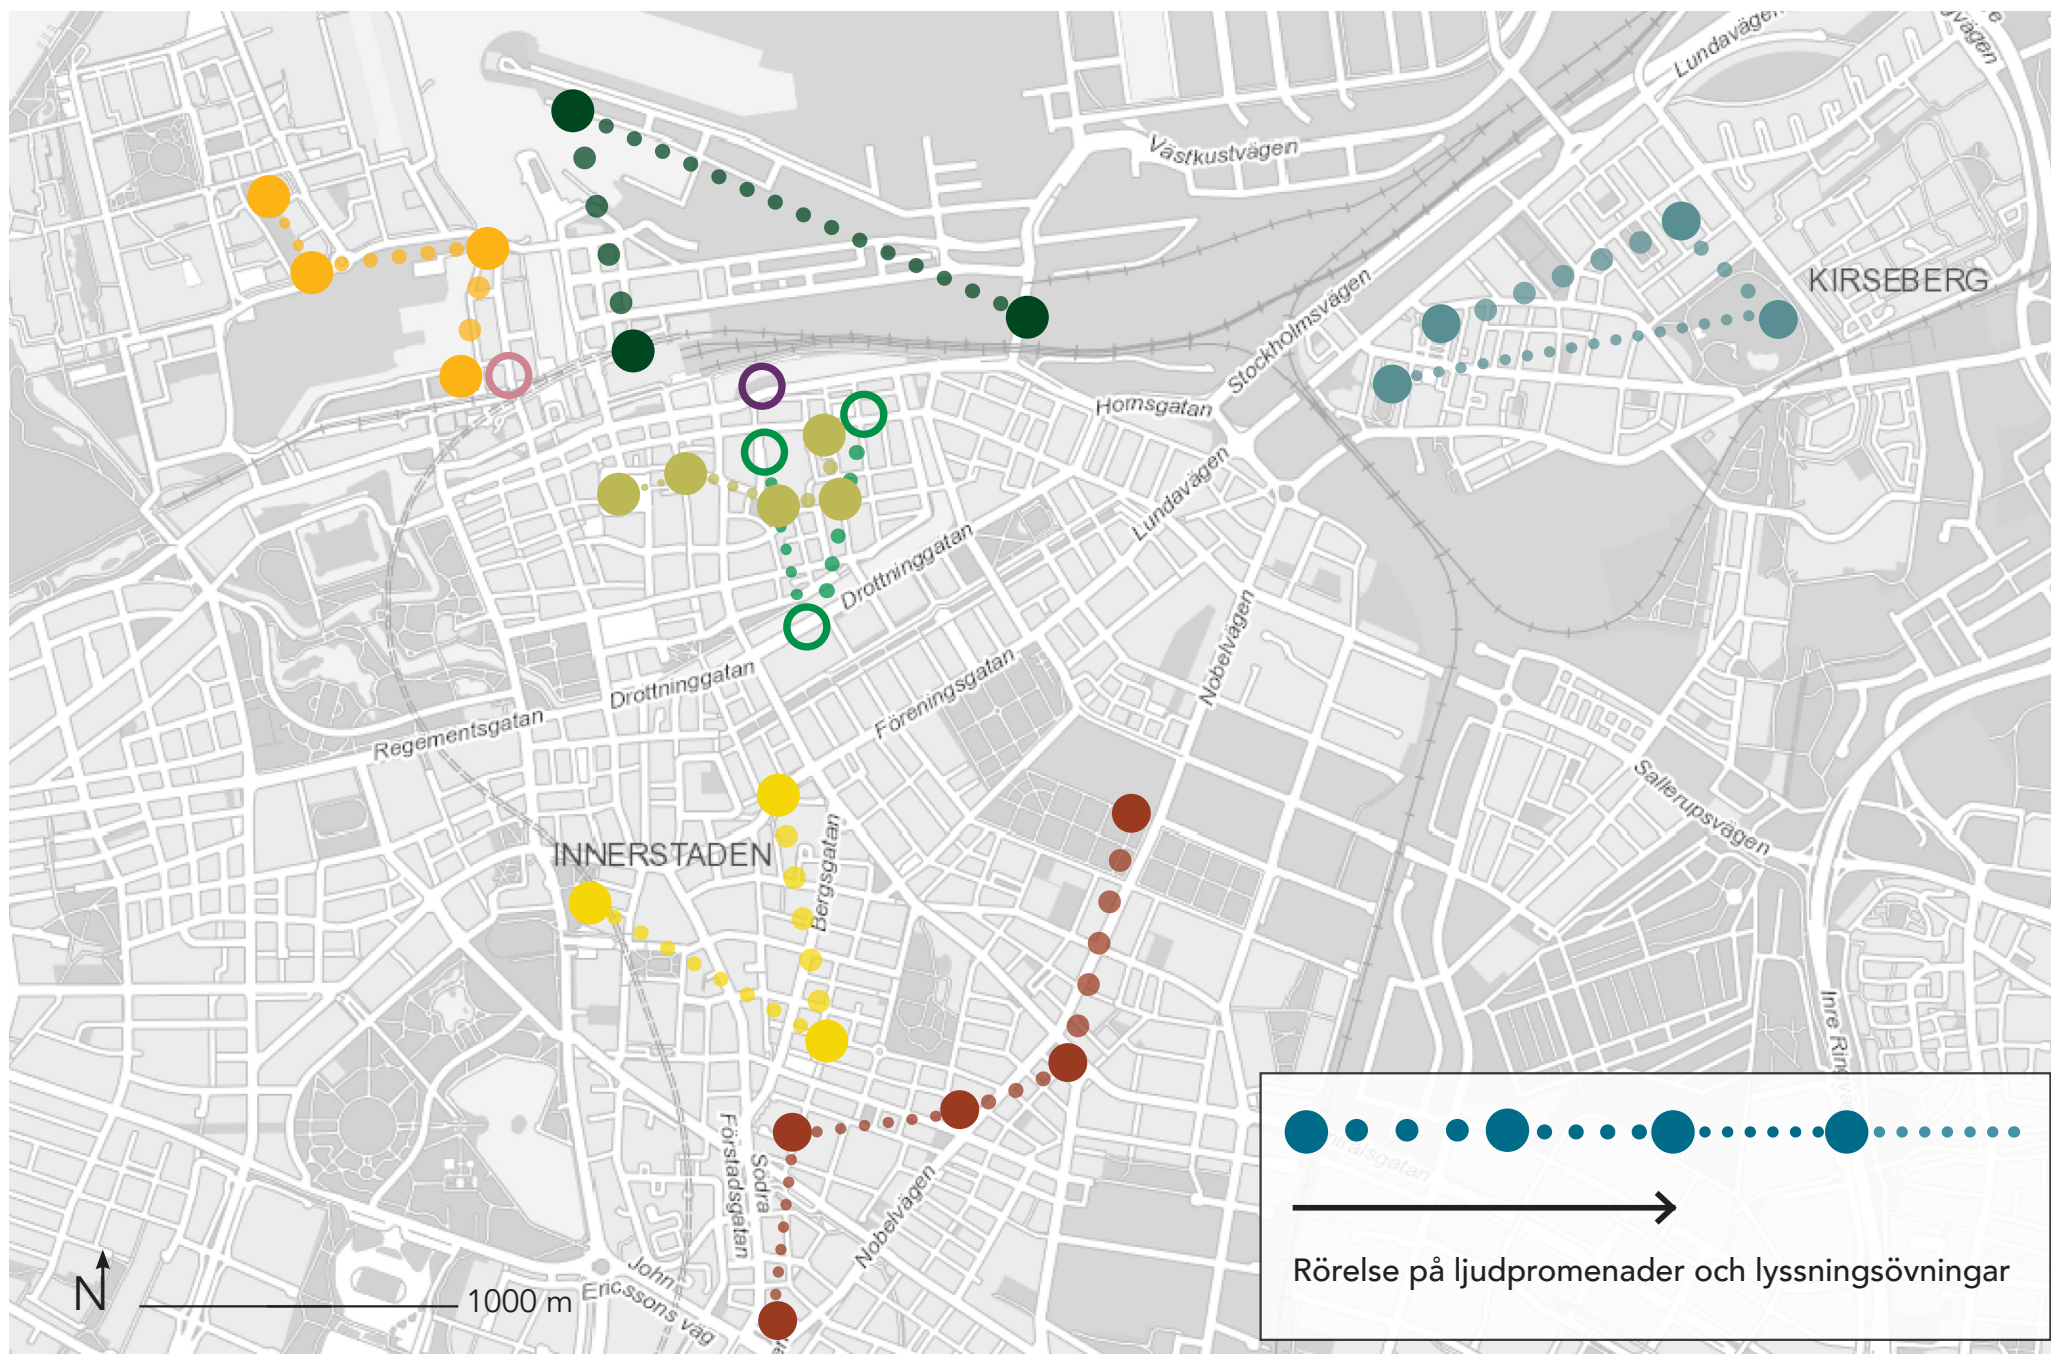 Lundavägen
Västkustvägen
KIRSEBERG
Stockholmsvägen
Hornsgatan
Lundavägen
Drottninggatan
Nobelvägen
Drottninggatan
Föreningsgatan
Regementsgatan
Sallerupsvägen
INNERSTADEN
Bergsgatan
Inre Ringvä
Södra
Förstadsgatan
Nobelvägen
John
Ericssons väg
N
1000 m
Rörelse på ljudpromenader och lyssningsövningar